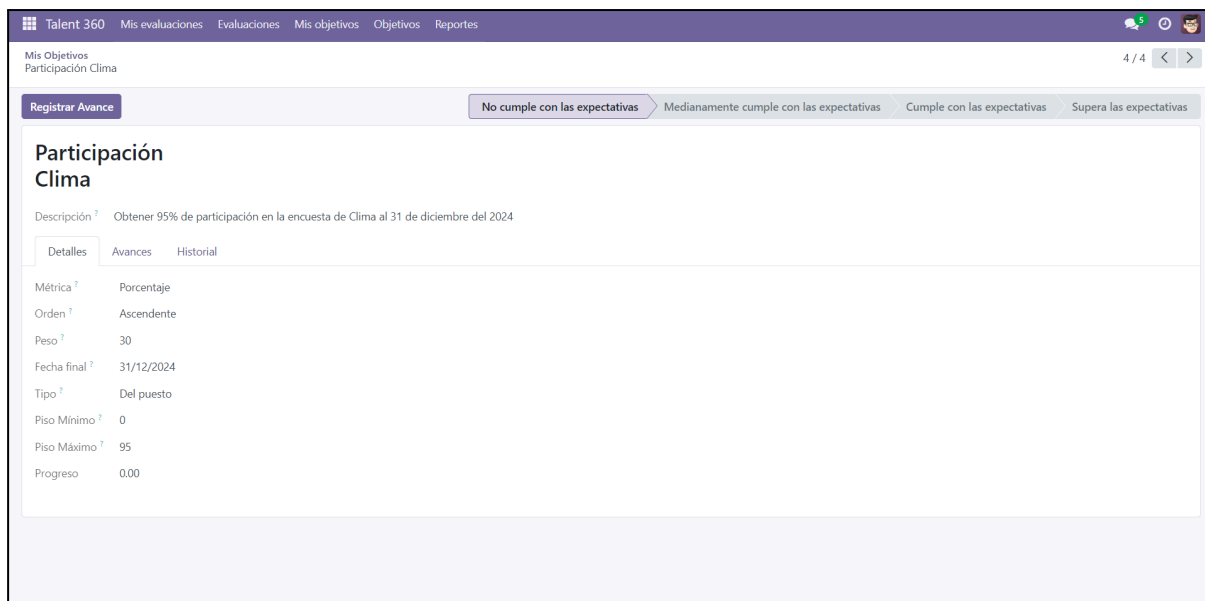 Talent 360 Mis evaluaciones Evaluaciones Mis objetivos Objetivos Reportes 5
Mis Objetivos
Participación Clima
4 / 4
Registrar Avance
No cumple con las expectativas Medianamente cumple con las expectativas Cumple con las expectativas Supera las expectativas
Participación
Clima
Descripción ? Obtener 95% de participación en la encuesta de Clima al 31 de diciembre del 2024
Detalles Avances Historial
Métrica ? Porcentaje
Orden ? Ascendente
Peso ? 30
Fecha final ? 31/12/2024
Tipo ? Del puesto
Piso Mínimo ? 0
Piso Máximo ? 95
Progreso 0.00